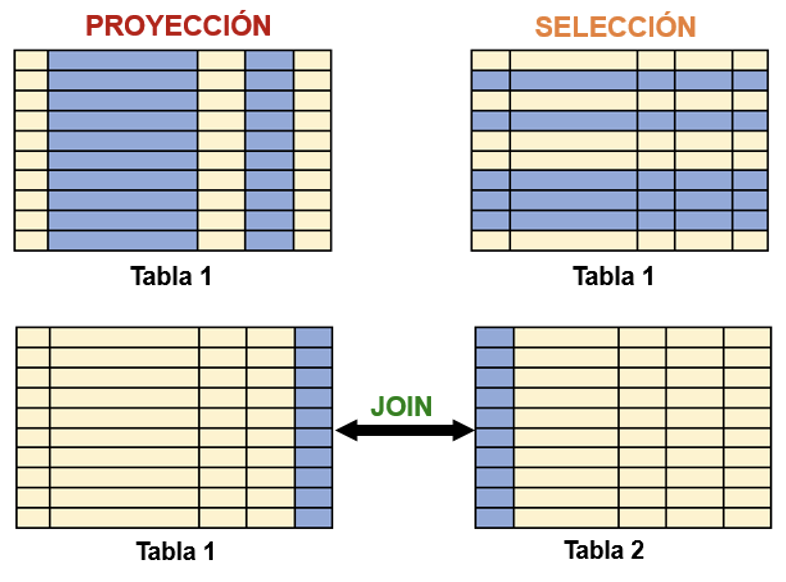 PROYECCIÓN
SELECCIÓN
Tabla 1
Tabla 1
JOIN
Tabla 1
Tabla 2